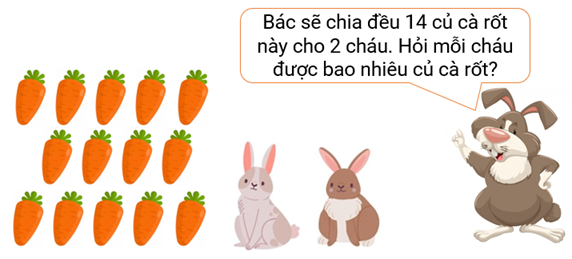 Bác sẽ chia đều 14 củ cà rốt
này cho 2 cháu. Hỏi mỗi cháu
được bao nhiêu củ cà rốt?